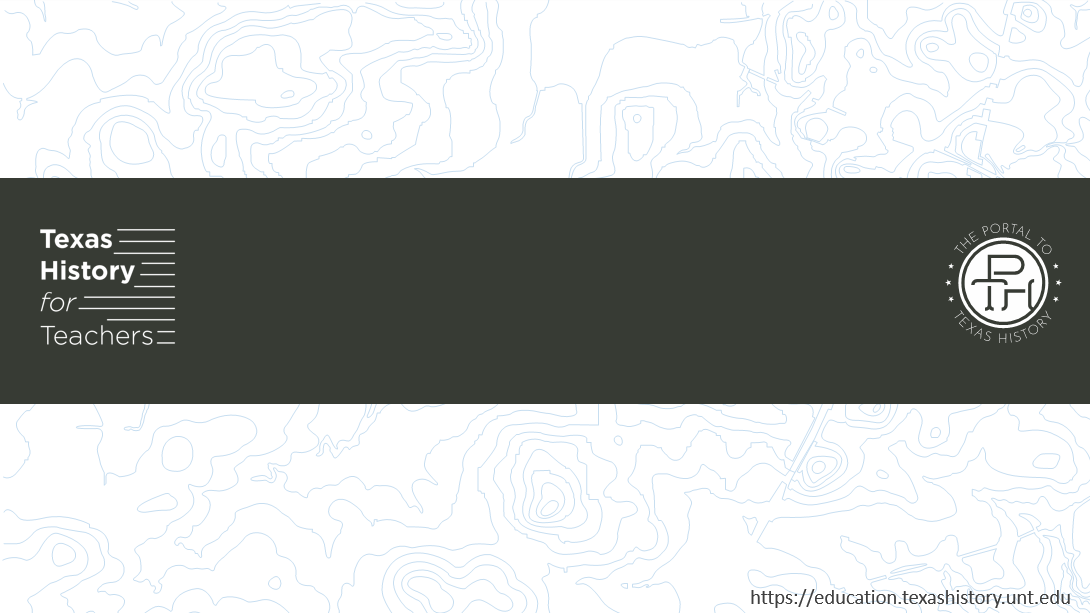 Texas
History
for
Teachers
THE PORTAL TO
PTH
TEXAS HISTORY
https://education.texashistory.unt.edu